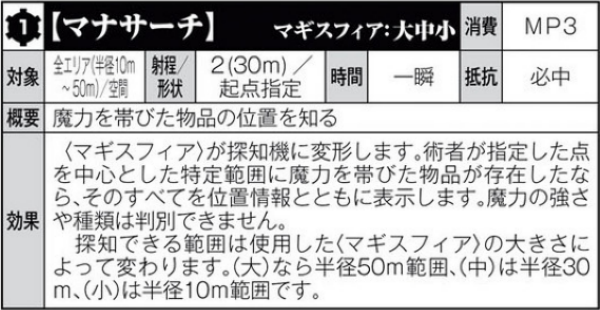 1【マナサーチ】 マギスフィア:大中小 消費 MP3
対象 全エリア(半径10m~50m)/空間 射程/形状 2(30m)/起点指定 時間 一瞬 抵抗 必中
概要 魔力を帯びた物品の位置を知る
効果
〈マギスフィア〉が探知機に変形します。術者が指定した点
を中心とした特定範囲に魔力を帯びた物品が存在したな
ら、そのすべてを位置情報とともに表示します。魔力の強さ
や種類は判別できません。
探知できる範囲は使用した〈マギスフィア〉の大きさに
よって変わります。(大)なら半径50m範囲、(中)は半径30
m、(小)は半径10m範囲です。